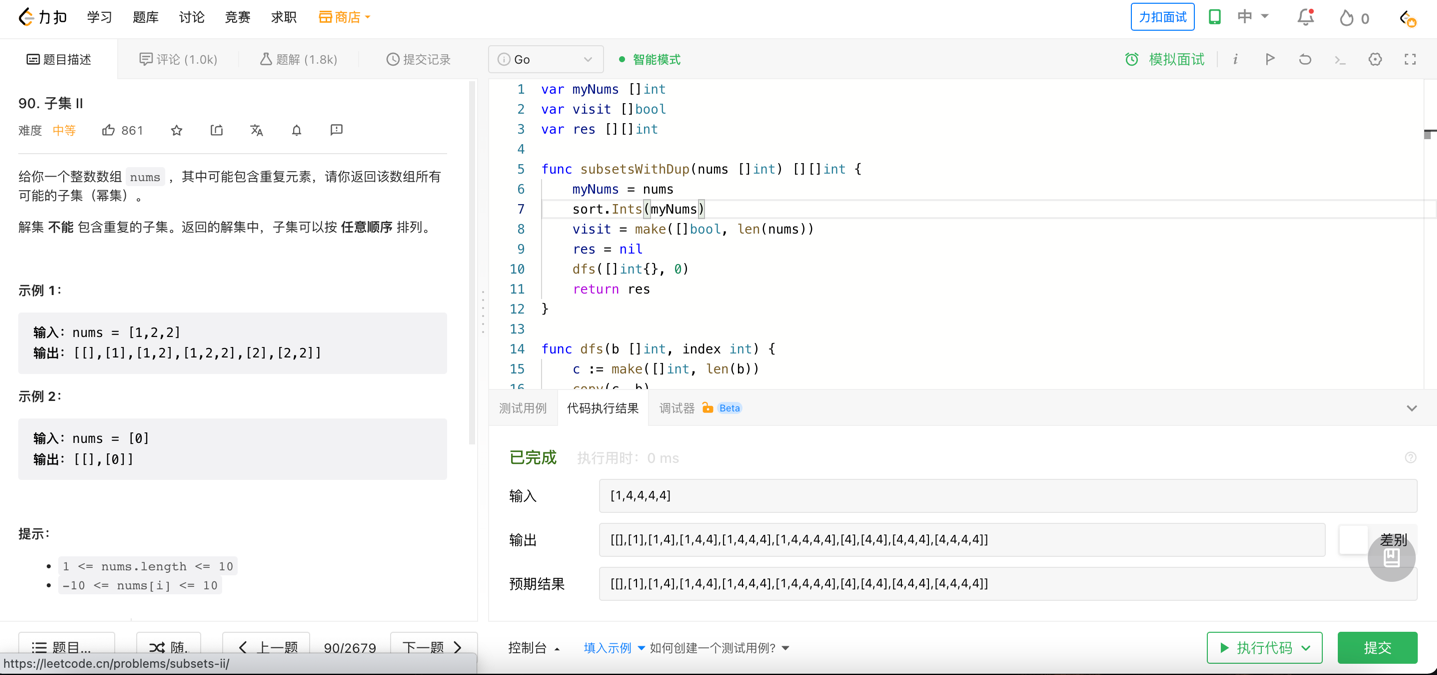 力扣 学习 题库 讨论 竞赛 求职 商店 力扣面试 中 0
题目描述 评论 (1.0k) 题解 (1.8k) 提交记录
Go 智能模式 模拟面试
90. 子集 II
难度 中等 861
给你一个整数数组 nums ，其中可能包含重复元素，请你返回该数组所有
可能的子集（幂集）。
解集 不能 包含重复的子集。返回的解集中，子集可以按 任意顺序 排列。
示例 1：
输入：nums = [1,2,2]
输出：[[],[1],[1,2],[1,2,2],[2],[2,2]]
示例 2：
输入：nums = [0]
输出：[[],[0]]
提示：
1 <= nums.length <= 10
-10 <= nums[i] <= 10
题目... 随. 上一题 90/2679 下一题
https://leetcode.cn/problems/subsets-ii/
1 var myNums []int
2 var visit []bool
3 var res [][]int
4
5 func subsetsWithDup(nums []int) [][]int {
6 myNums = nums
7 sort.Ints(myNums)
8 visit = make([]bool, len(nums))
9 res = nil
10 dfs([]int{}, 0)
11 return res
12 }
13
14 func dfs(b []int, index int) {
15 c := make([]int, len(b))
16 copy(c, b)
测试用例 代码执行结果 调试器 Beta
已完成 执行用时：0 ms
输入 [1,4,4,4,4]
输出 [[],[1],[1,4],[1,4,4],[1,4,4,4],[1,4,4,4,4],[4],[4,4],[4,4,4],[4,4,4,4]] 差别
预期结果 [[],[1],[1,4],[1,4,4],[1,4,4,4],[1,4,4,4,4],[4],[4,4],[4,4,4],[4,4,4,4]]
控制台 填入示例 如何创建一个测试用例? 执行代码 提交